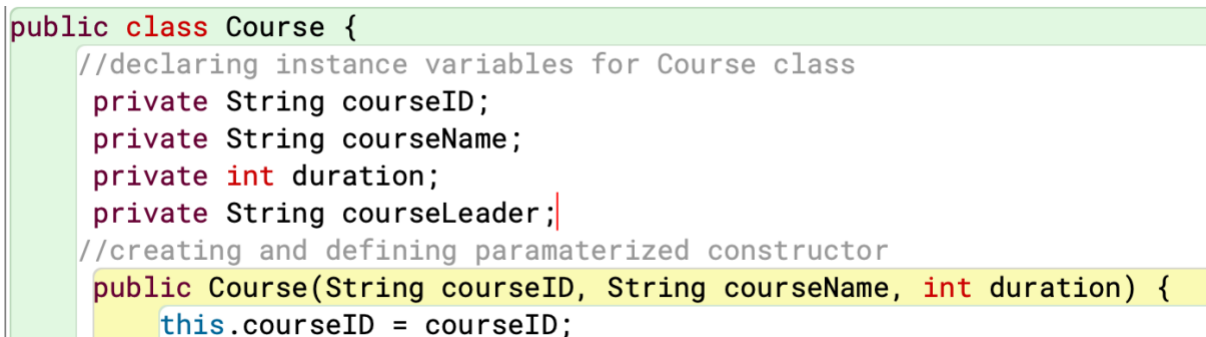 public class Course {
//declaring instance variables for Course class
private String courseID;
private String courseName;
private int duration;
private String courseLeader;
//creating and defining paramaterized constructor
public Course(String courseID, String courseName, int duration) {
this.courseID = courseID;